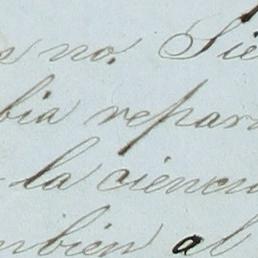 s no. Sie
bia repara
la ciencia
mbien al